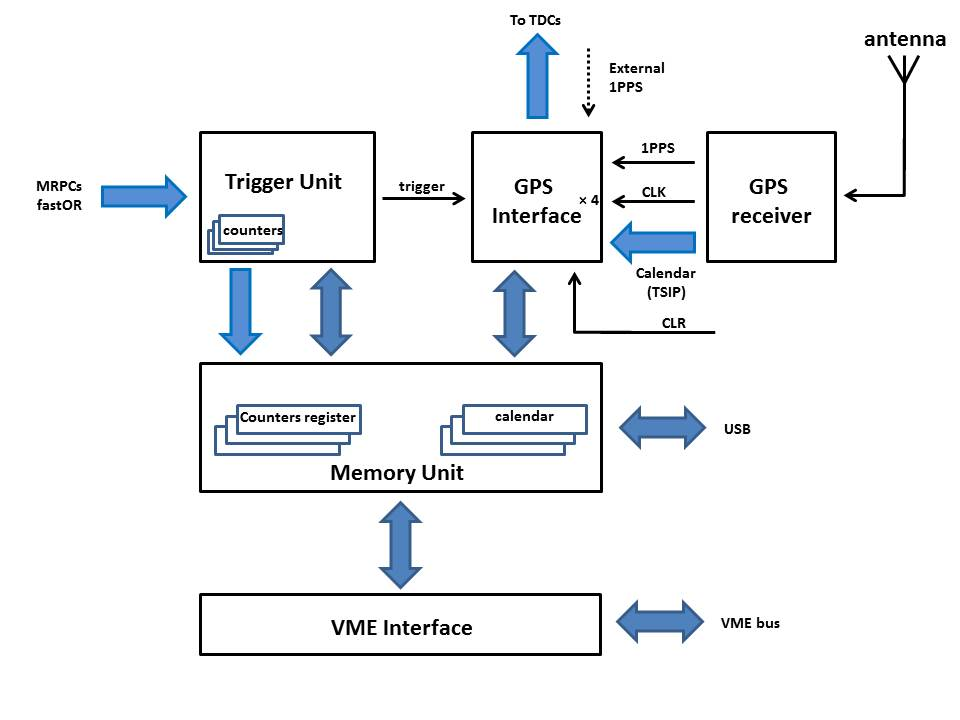 To TDCs
antenna
External
1PPS
MRPCs
fastOR
Trigger Unit
counters
trigger
GPS
Interface
× 4
1PPS
CLK
GPS
receiver
Calendar
(TSIP)
CLR
Counters register
calendar
Memory Unit
USB
VME Interface
VME bus